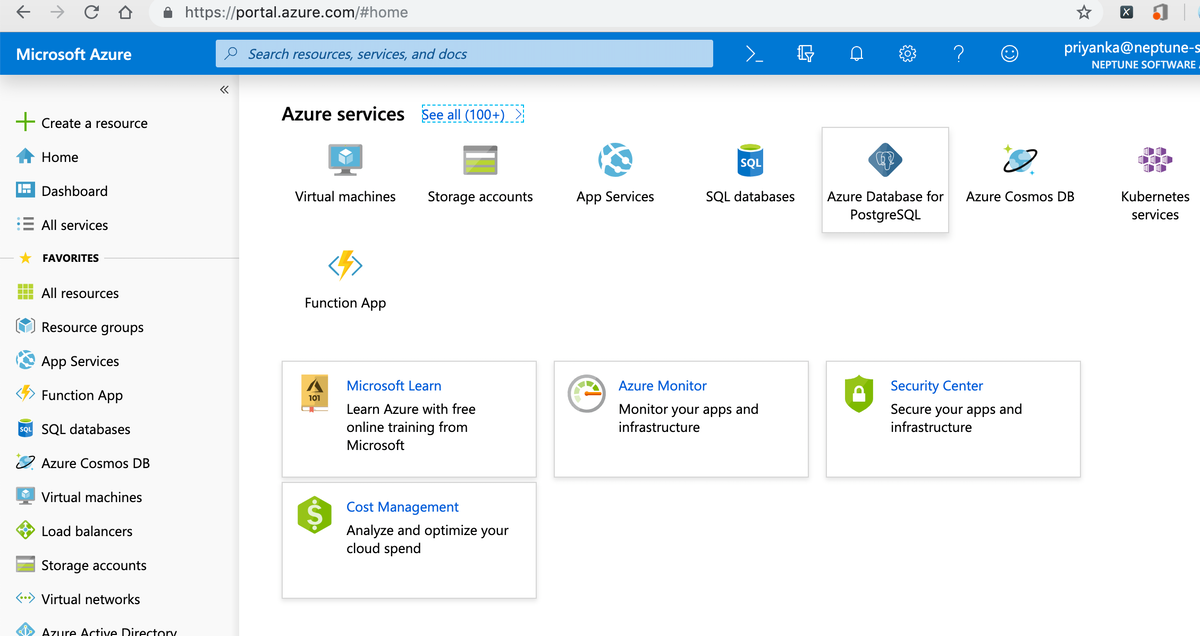 https://portal.azure.com/#home
X
Microsoft Azure
Search resources, services, and docs
priyanka@neptune-s
NEPTUNE SOFTWARE
Create a resource
Home
Dashboard
All services
FAVORITES
All resources
Resource groups
App Services
Function App
SQL
SQL databases
Azure Cosmos DB
Virtual machines
Load balancers
Storage accounts
Virtual networks
Azure Active Directory
Azure services
See all (100+)
Virtual machines
Storage accounts
App Services
SQL
SQL databases
Azure Database for
PostgreSQL
Azure Cosmos DB
Kubernetes
services
Function App
101
Microsoft Learn
Learn Azure with free
online training from
Microsoft
Azure Monitor
Monitor your apps and
infrastructure
Security Center
Secure your apps and
infrastructure
$
Cost Management
Analyze and optimize your
cloud spend